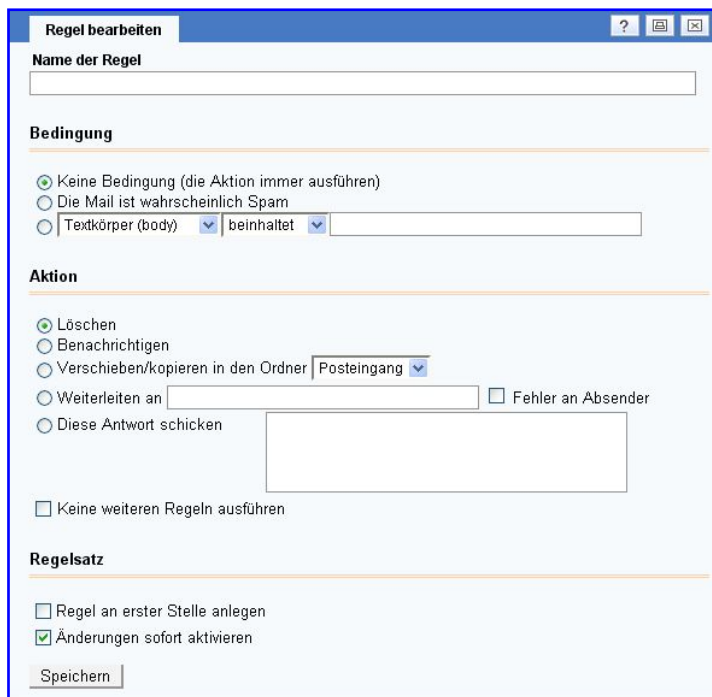 Regel bearbeiten ?
Name der Regel
Bedingung
Keine Bedingung (die Aktion immer ausführen)
Die Mail ist wahrscheinlich Spam
Textkörper (body) beinhaltet
Aktion
Löschen
Benachrichtigen
Verschieben/kopieren in den Ordner Posteingang
Weiterleiten an Fehler an Absender
Diese Antwort schicken
Keine weiteren Regeln ausführen
Regelsatz
Regel an erster Stelle anlegen
Änderungen sofort aktivieren
Speichern